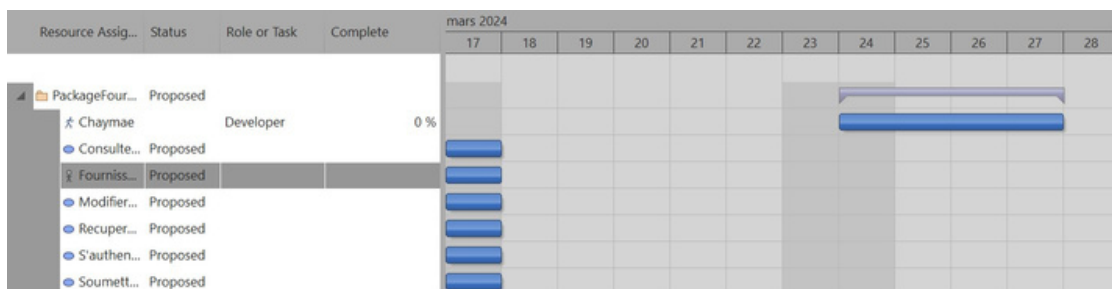 mars 2024
Resource Assig... Status Role or Task Complete
17 18 19 20 21 22 23 24 25 26 27 28
PackageFour... Proposed
Chaymae Developer 0 %
Consulte... Proposed
Fourniss... Proposed
Modifier... Proposed
Recuper... Proposed
S'authen... Proposed
Soumett... Proposed